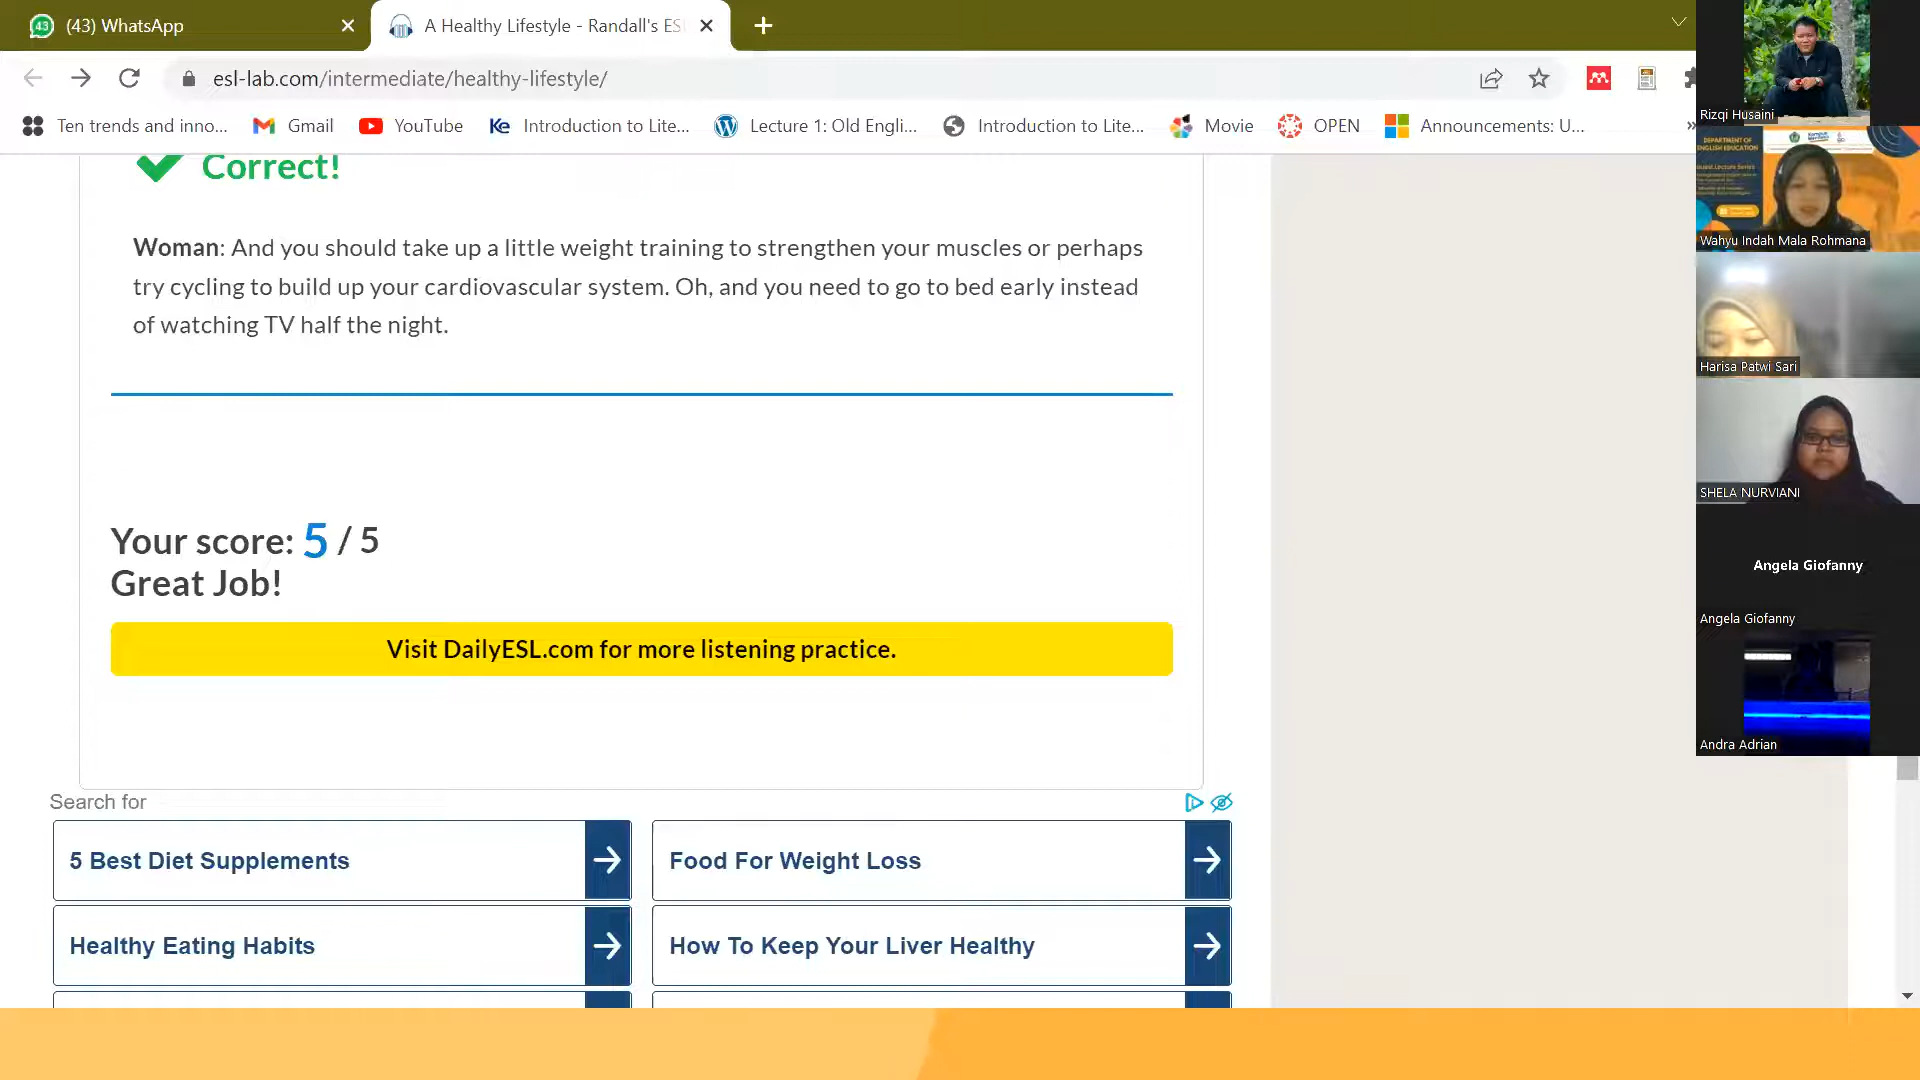 43
(43) WhatsApp
A Healthy Lifestyle - Randall's ES
esl-lab.com/intermediate/healthy-lifestyle/
Ten trends and inno...
Gmail
YouTube
Ke
Introduction to Lite...
Lecture 1: Old Engli...
Introduction to Lite...
Movie
OPEN
Announcements: U...
»
Correct!
Woman: And you should take up a little weight training to strengthen your muscles or perhaps
try cycling to build up your cardiovascular system. Oh, and you need to go to bed early instead
of watching TV half the night.
Your score: 5 / 5
Great Job!
Visit DailyESL.com for more listening practice.
Search for
5 Best Diet Supplements
Food For Weight Loss
Healthy Eating Habits
How To Keep Your Liver Healthy
Rizqi Husaini
DEPARTMENT OF
ENGLISH EDUCATION
Wahyu Indah Mala Rohmana
Harisa Patwi Sari
SHELA NURVIANI
Angela Giofanny
Angela Giofanny
Andra Adrian